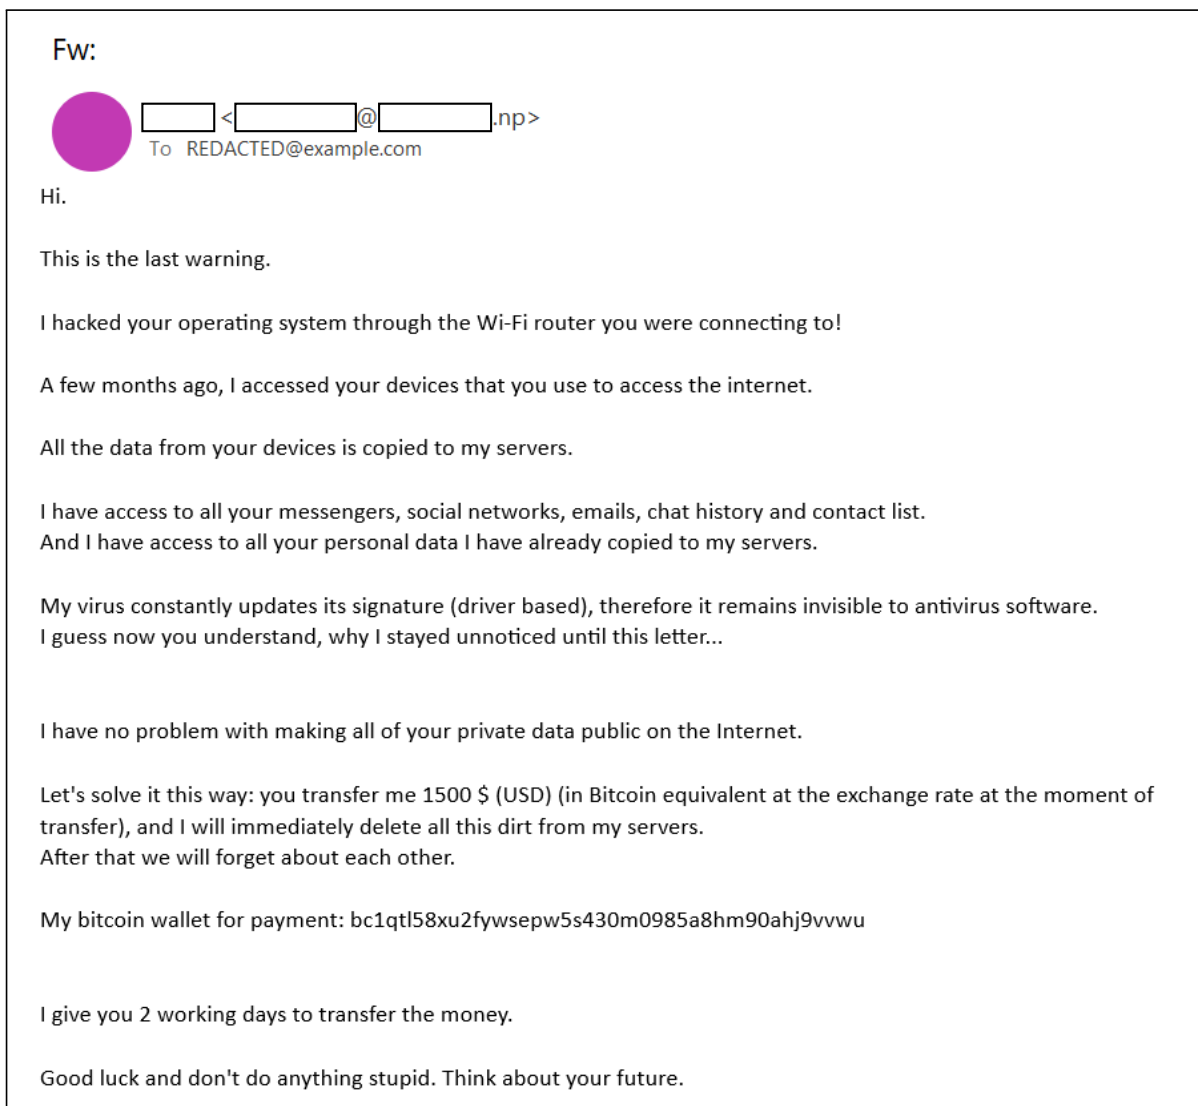 Fw:
<@.np>
To REDACTED@example.com
Hi.
This is the last warning.
I hacked your operating system through the Wi-Fi router you were connecting to!
A few months ago, I accessed your devices that you use to access the internet.
All the data from your devices is copied to my servers.
I have access to all your messengers, social networks, emails, chat history and contact list.
And I have access to all your personal data I have already copied to my servers.
My virus constantly updates its signature (driver based), therefore it remains invisible to antivirus software.
I guess now you understand, why I stayed unnoticed until this letter...
I have no problem with making all of your private data public on the Internet.
Let's solve it this way: you transfer me 1500 $ (USD) (in Bitcoin equivalent at the exchange rate at the moment of
transfer), and I will immediately delete all this dirt from my servers.
After that we will forget about each other.
My bitcoin wallet for payment: bc1qtl58xu2fywsepw5s430m0985a8hm90ahj9vvwu
I give you 2 working days to transfer the money.
Good luck and don't do anything stupid. Think about your future.